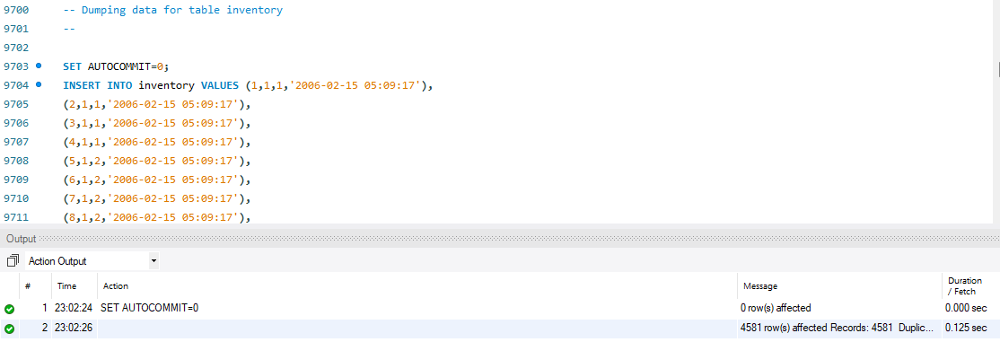 9700 -- Dumping data for table inventory
9701 --
9702
9703 SET AUTOCOMMIT=0;
9704 INSERT INTO inventory VALUES (1,1,1,'2006-02-15 05:09:17'),
9705 (2,1,1,'2006-02-15 05:09:17'),
9706 (3,1,1,'2006-02-15 05:09:17'),
9707 (4,1,1,'2006-02-15 05:09:17'),
9708 (5,1,2,'2006-02-15 05:09:17'),
9709 (6,1,2,'2006-02-15 05:09:17'),
9710 (7,1,2,'2006-02-15 05:09:17'),
9711 (8,1,2,'2006-02-15 05:09:17'),
Output
Action Output
# Time Action Message Duration / Fetch
1 23:02:24 SET AUTOCOMMIT=0 0 row(s) affected 0.000 sec
2 23:02:26 4581 row(s) affected Records: 4581 Duplic... 0.125 sec